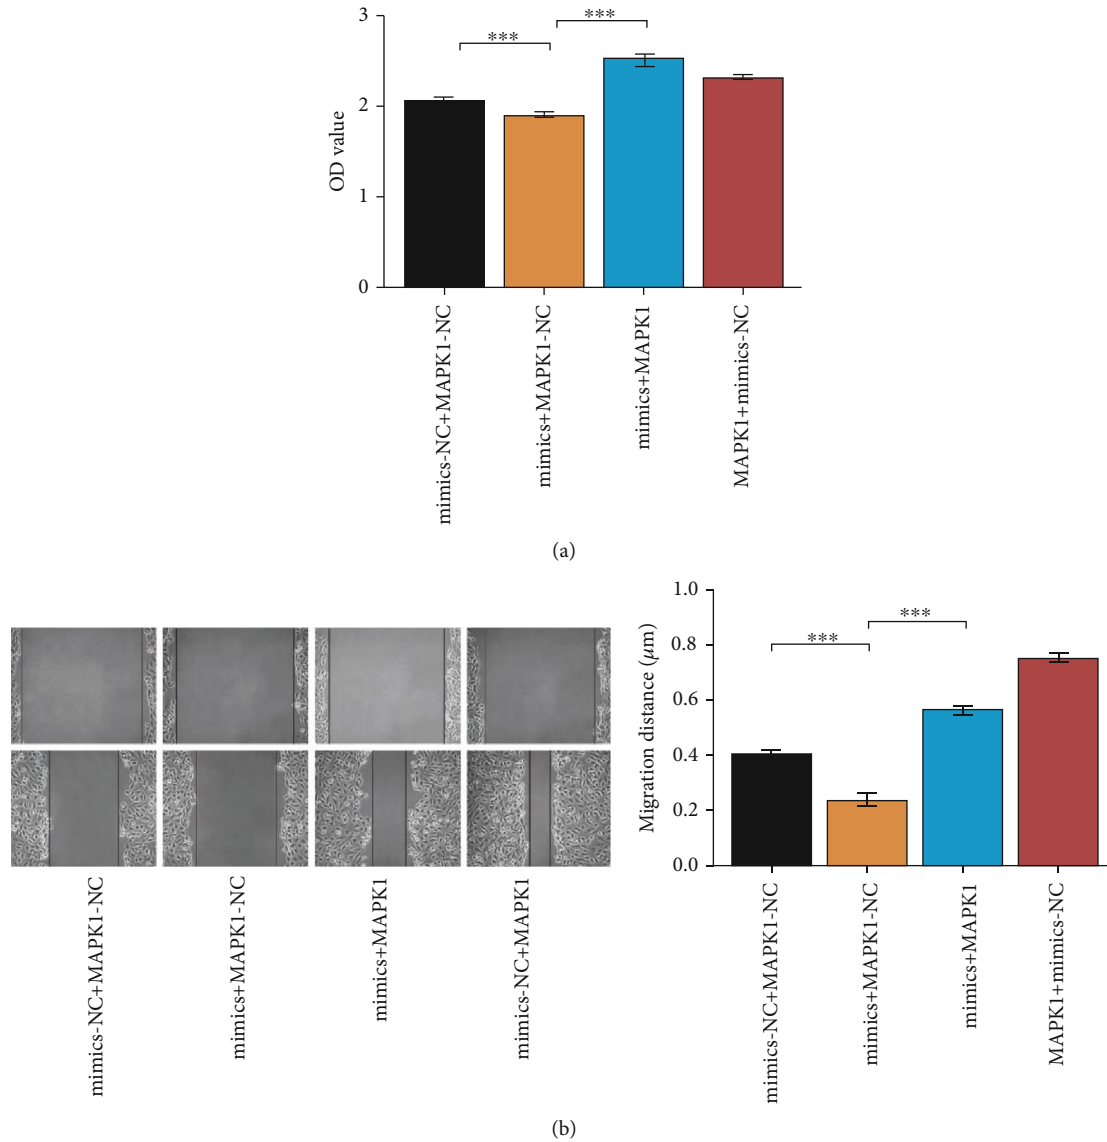 3
2
1
0
OD value
***
***
mimics-NC+MAPK1-NC
mimics+MAPK1-NC
mimics+MAPK1
MAPK1+mimics-NC
(a)
mimics-NC+MAPK1-NC
mimics+MAPK1-NC
mimics+MAPK1
mimics-NC+MAPK1
1.0
0.8
0.6
0.4
0.2
0.0
Migration distance (μm)
***
***
mimics-NC+MAPK1-NC
mimics+MAPK1-NC
mimics+MAPK1
MAPK1+mimics-NC
(b)